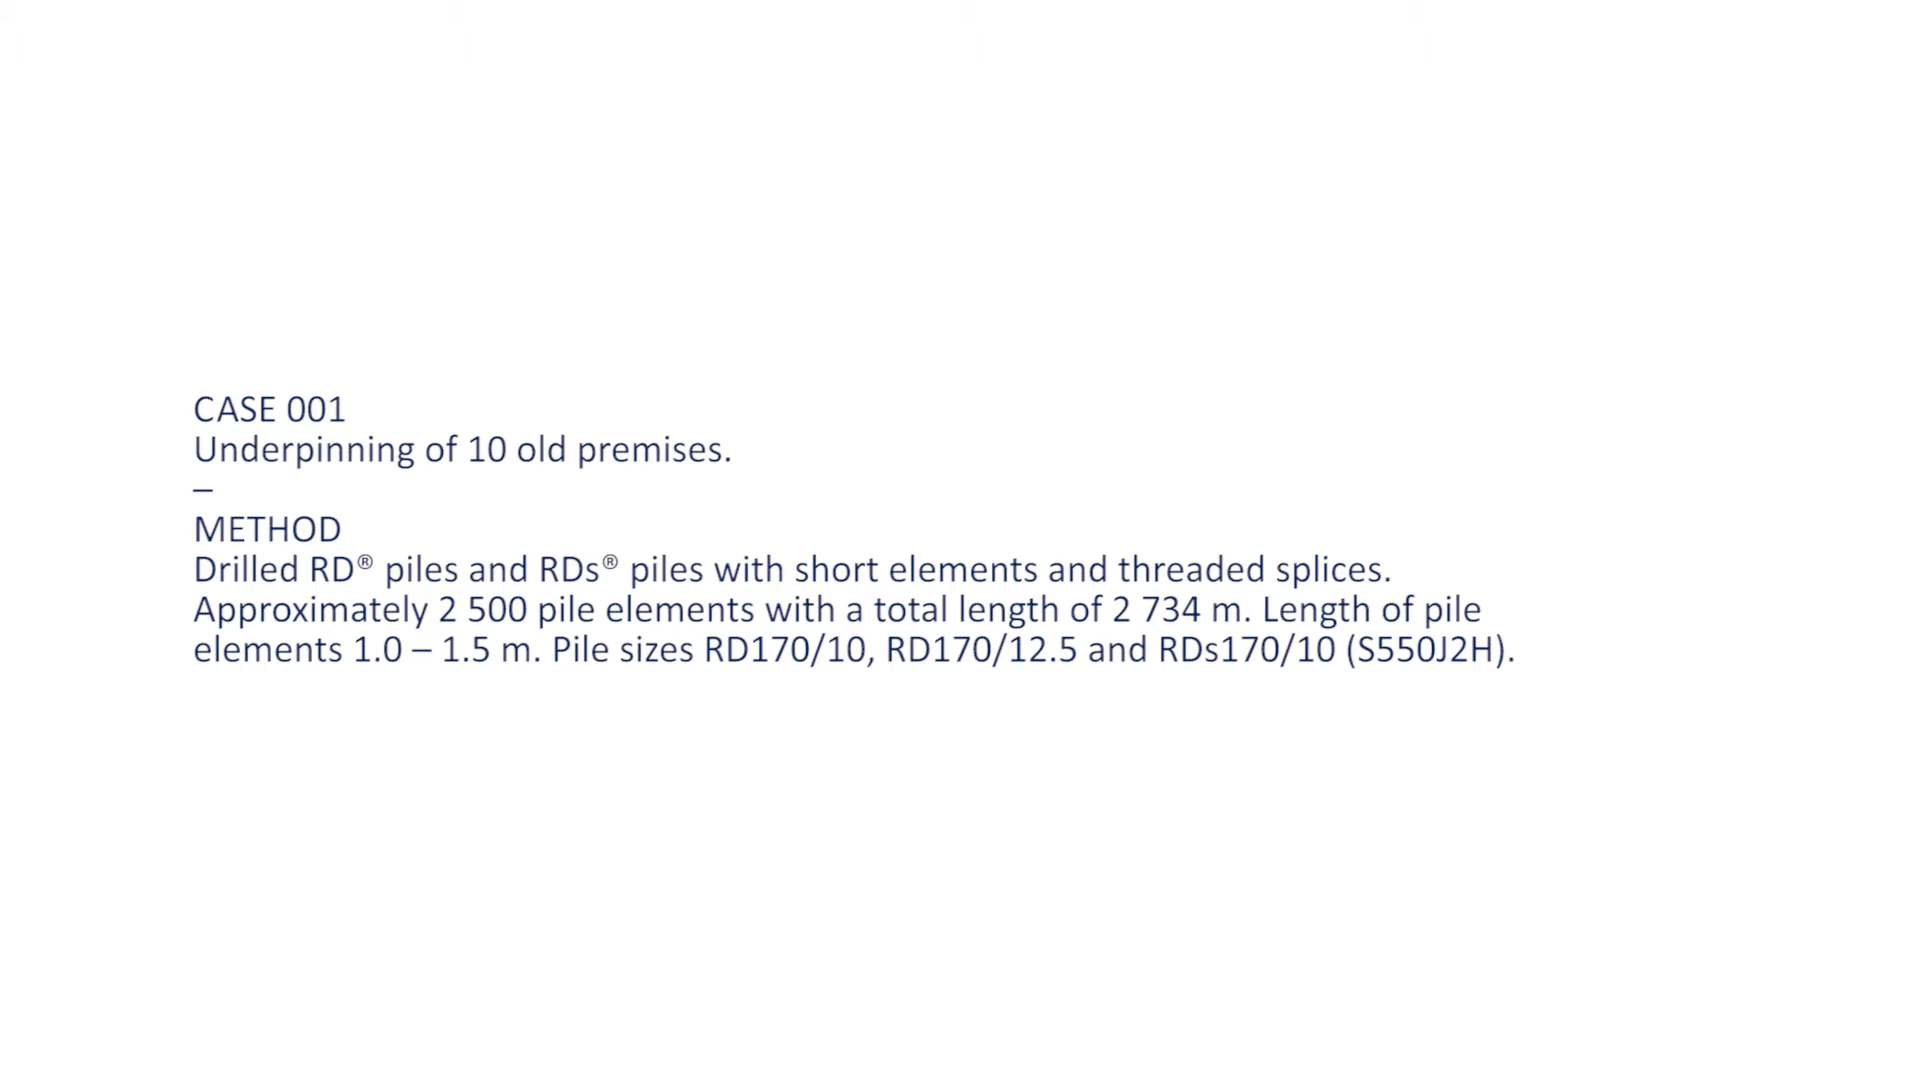 CASE 001
Underpinning of 10 old premises.
–
METHOD
Drilled RD® piles and RDs® piles with short elements and threaded splices.
Approximately 2 500 pile elements with a total length of 2 734 m. Length of pile
elements 1.0 – 1.5 m. Pile sizes RD170/10, RD170/12.5 and RDs170/10 (S550J2H).